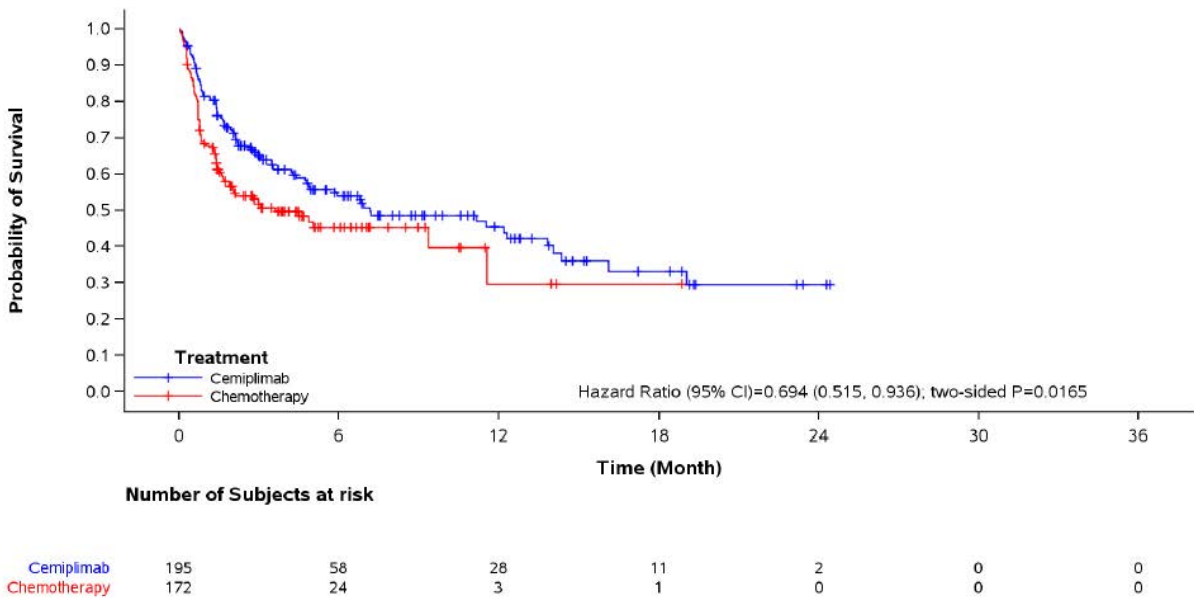 Probability of Survival
1.0
0.9
0.8
0.7
0.6
0.5
0.4
0.3
0.2
0.1
0.0
Treatment
Cemiplimab
Chemotherapy
Hazard Ratio (95% CI)=0.694 (0.515, 0.936); two-sided P=0.0165
0 6 12 18 24 30 36
Time (Month)
Number of Subjects at risk
Cemiplimab 195 58 28 11 2 0 0
Chemotherapy 172 24 3 1 0 0 0